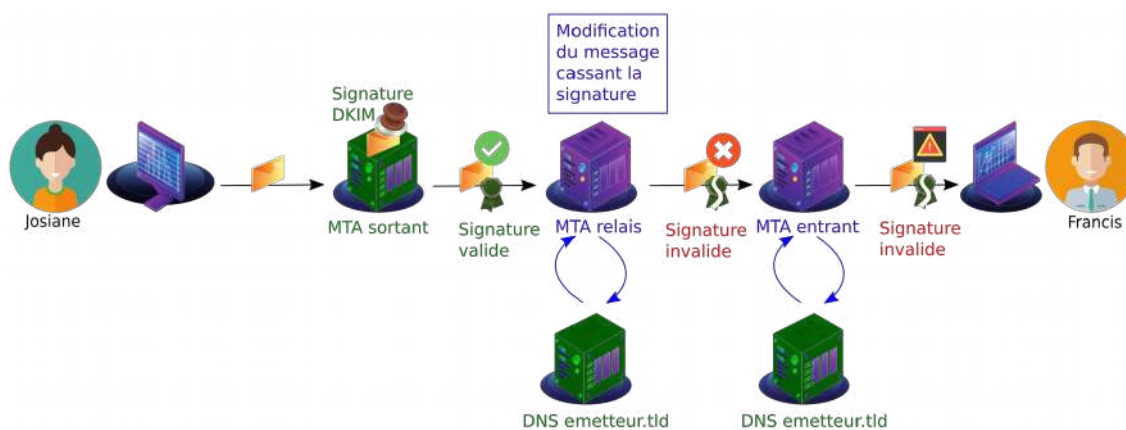 Modification
du message
cassant la
signature
Signature
DKIM
Josiane
MTA sortant
Signature
valide
MTA relais
Signature
invalide
MTA entrant
Signature
invalide
Francis
DNS emetteur.tld
DNS emetteur.tld